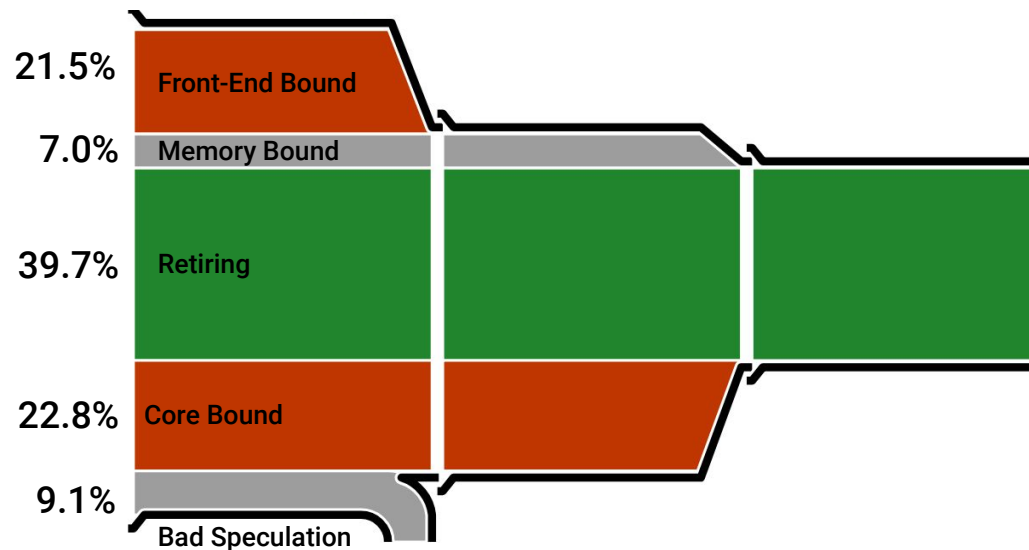 21.5%
Front-End Bound
7.0%
Memory Bound
39.7%
Retiring
22.8%
Core Bound
9.1%
Bad Speculation